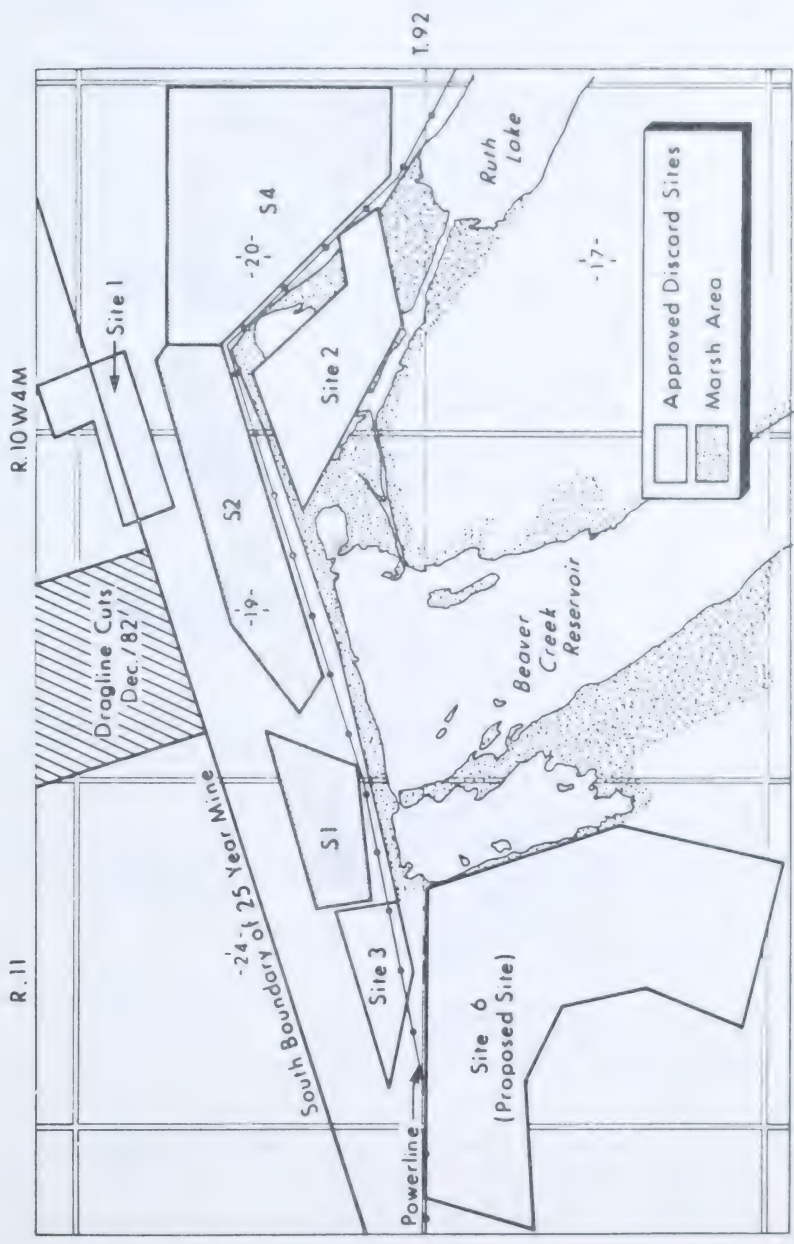 R. 11
R. 10 W 4 M
T. 92
Dragline Cuts
Dec./82
Site 1
-24-
South Boundary of 25 Year Mine
-20-
S4
S2
-19-
S1
Site 2
Site 3
Ruth
Lake
Powerline
Beaver
Creek
Reservoir
Site 6
(Proposed Site)
-17-
Approved Discard Sites
Marsh Area